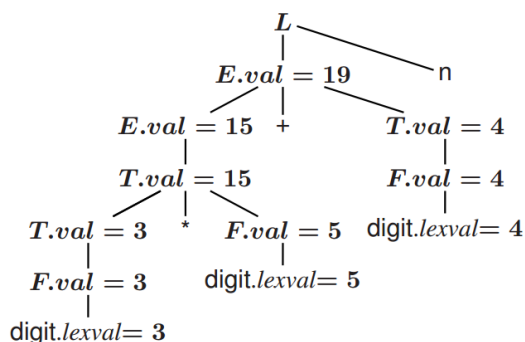 L
E.val = 19 n
E.val = 15 + T.val = 4
T.val = 15 F.val = 4
T.val = 3 * F.val = 5 digit.lexval= 4
F.val = 3 digit.lexval= 5
digit.lexval= 3